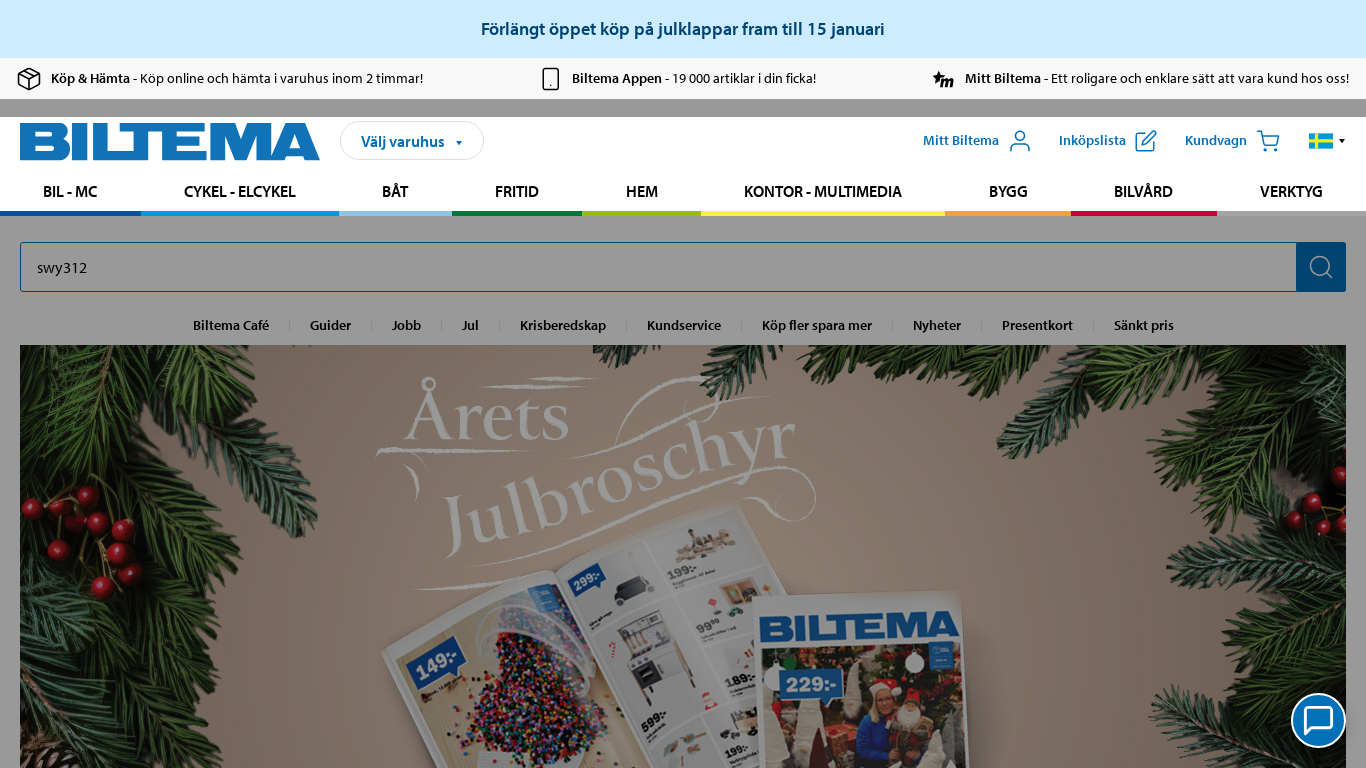 Förlängt öppet köp på julklappar fram till 15 januari
Köp & Hämta - Köp online och hämta i varuhus inom 2 timmar!
Biltema Appen - 19 000 artiklar i din ficka!
Mitt Biltema - Ett roligare och enklare sätt att vara kund hos oss!
BILTEMA
Välj varuhus
Mitt Biltema
Inköpslista
Kundvagn
BIL - MC
CYKEL - ELCYKEL
BÅT
FRITID
HEM
KONTOR - MULTIMEDIA
BYGG
BILVÅRD
VERKTYG
swy312
Biltema Café
Guider
Jobb
Jul
Krisberedskap
Kundservice
Köp fler spara mer
Nyheter
Presentkort
Sänkt pris
Årets
Julbroschyr
299:-
199:-
149:-
99,90
189:-
599:-
199:-
BILTEMA
229:-